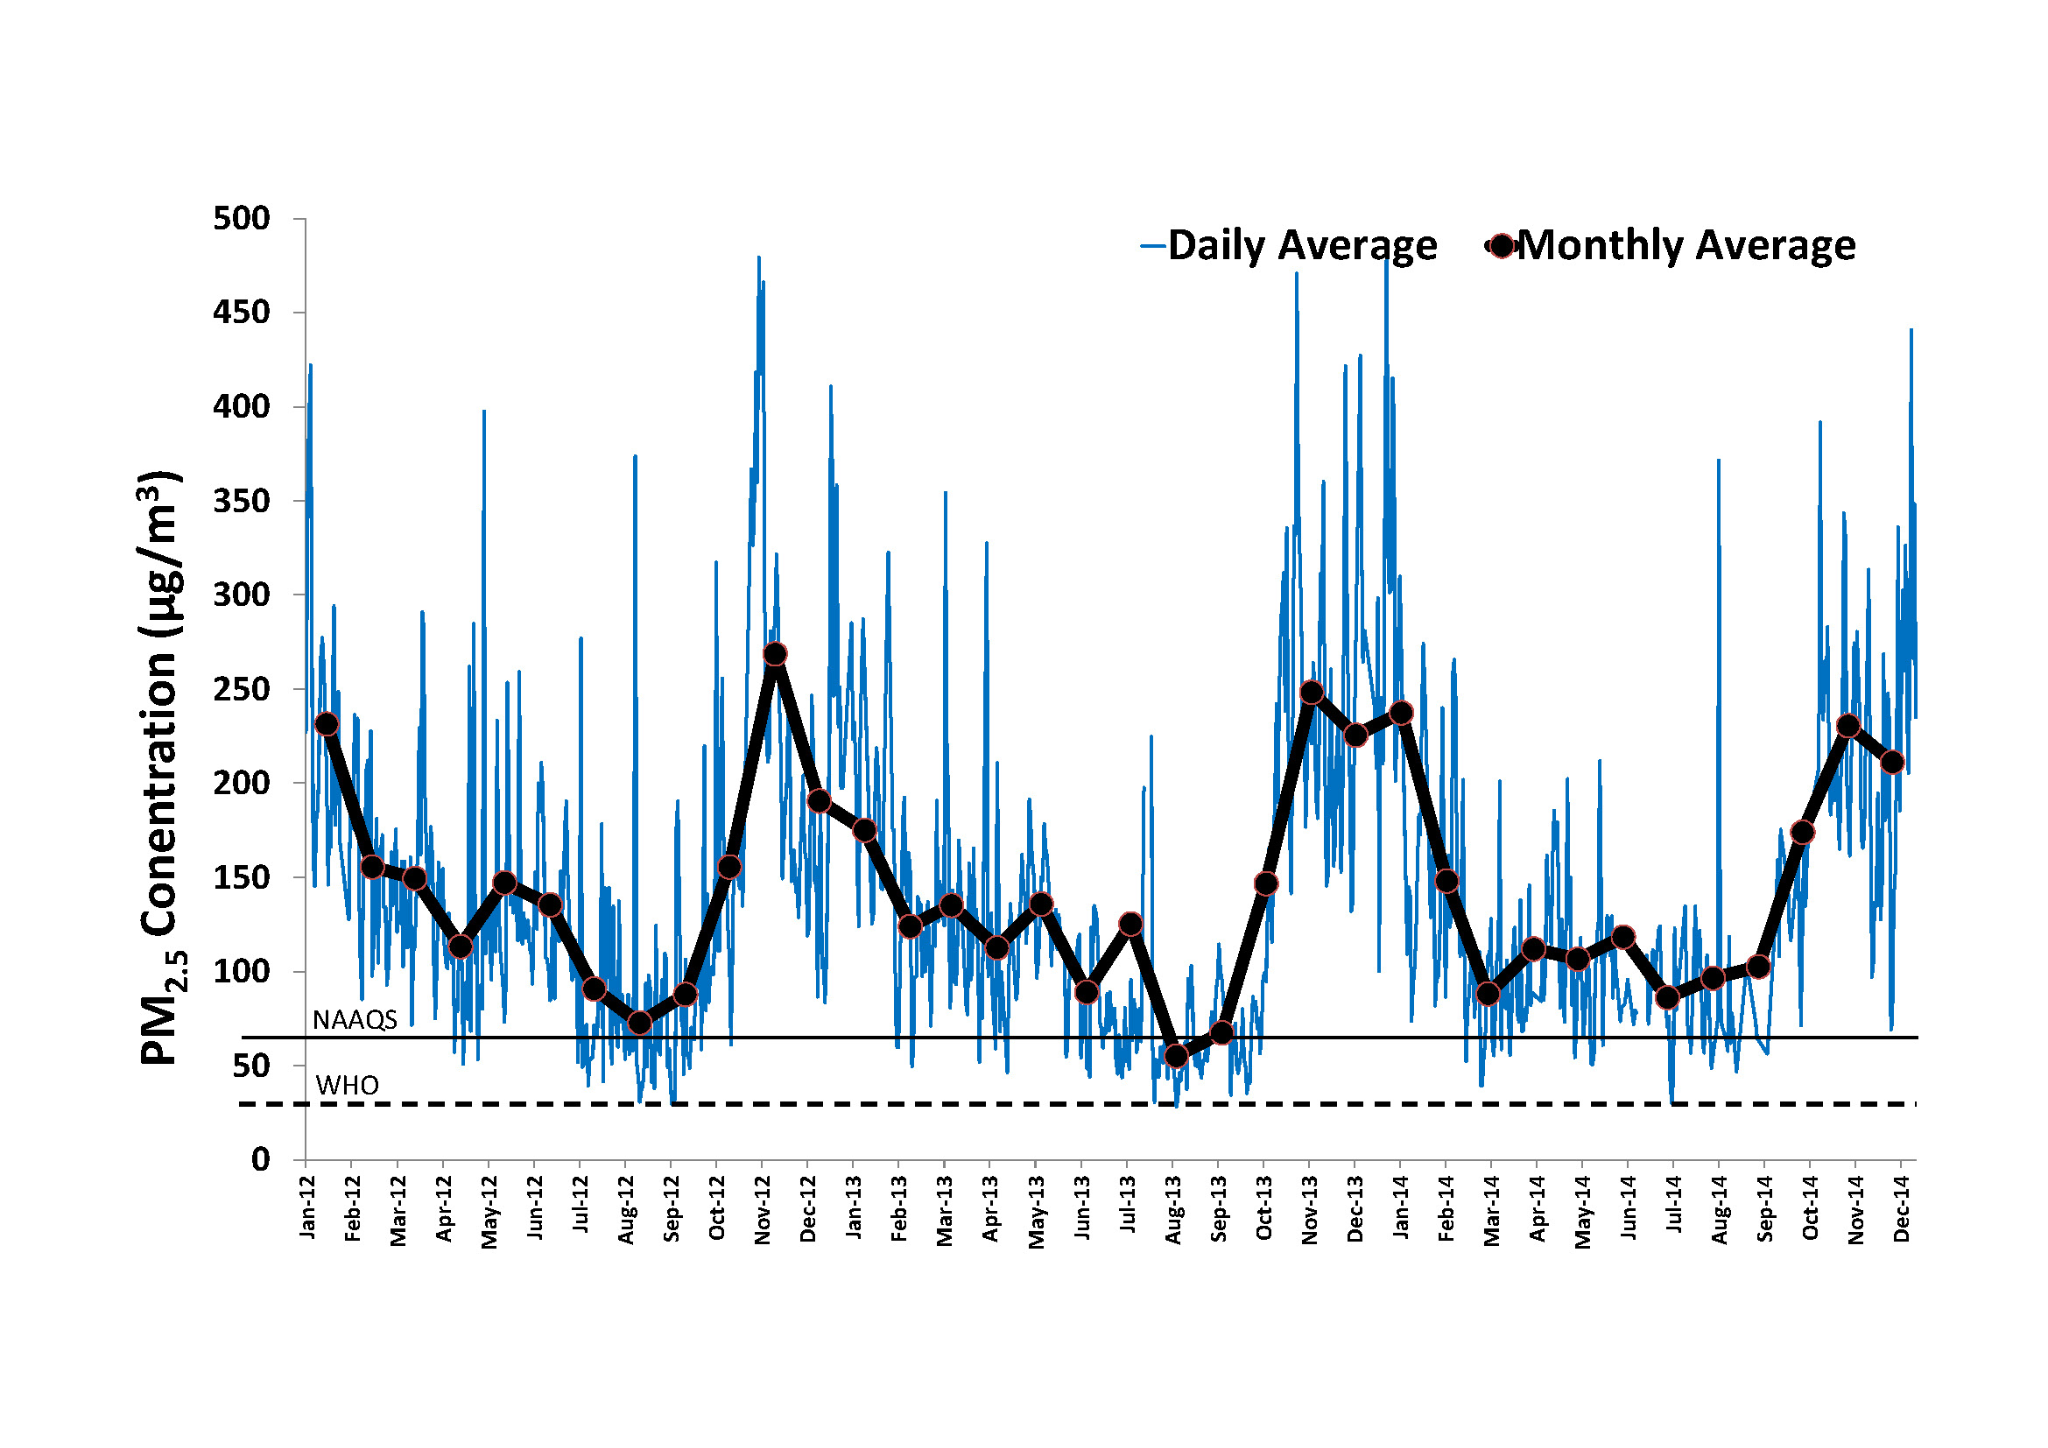 500
450
400
350
300
250
200
150
100
50
0
PM2.5 Conentration (µg/m³)
Daily Average
Monthly Average
NAAQS
WHO
Jan-12
Feb-12
Mar-12
Apr-12
May-12
Jun-12
Jul-12
Aug-12
Sep-12
Oct-12
Nov-12
Dec-12
Jan-13
Feb-13
Mar-13
Apr-13
May-13
Jun-13
Jul-13
Aug-13
Sep-13
Oct-13
Nov-13
Dec-13
Jan-14
Feb-14
Mar-14
Apr-14
May-14
Jun-14
Jul-14
Aug-14
Sep-14
Oct-14
Nov-14
Dec-14